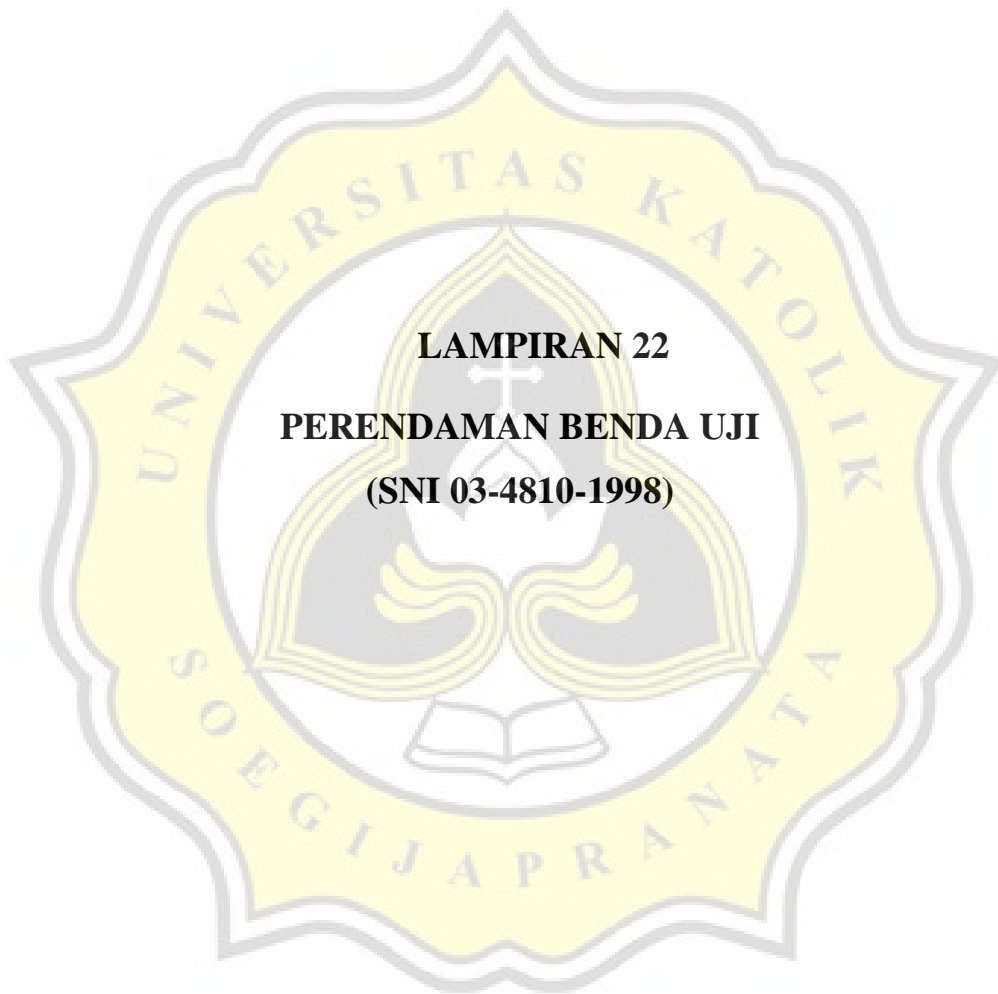 LAMPIRAN 22
PERENDAMAN BENDA UJI
(SNI 03-4810-1998)
UNIVERSITAS KATOLIK
SOEGIJAPRANATA